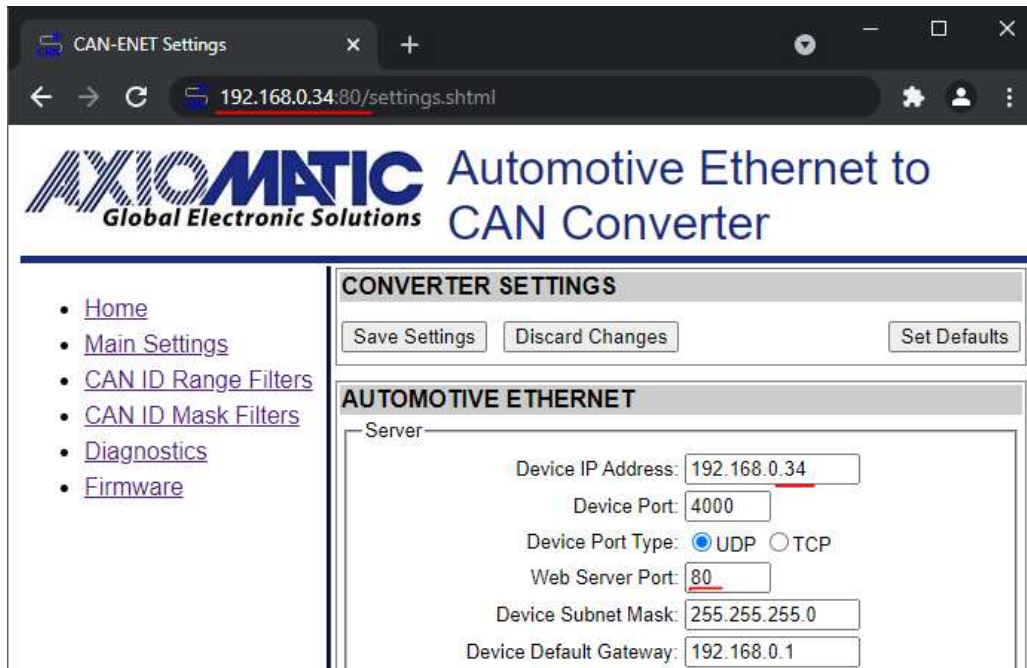 CAN-ENET Settings
192.168.0.34:80/settings.shtml
AXIOMATIC
Global Electronic Solutions
Automotive Ethernet to
CAN Converter
Home
Main Settings
CAN ID Range Filters
CAN ID Mask Filters
Diagnostics
Firmware
CONVERTER SETTINGS
Save Settings Discard Changes Set Defaults
AUTOMOTIVE ETHERNET
Server
Device IP Address: 192.168.0.34
Device Port: 4000
Device Port Type: UDP TCP
Web Server Port: 80
Device Subnet Mask: 255.255.255.0
Device Default Gateway: 192.168.0.1